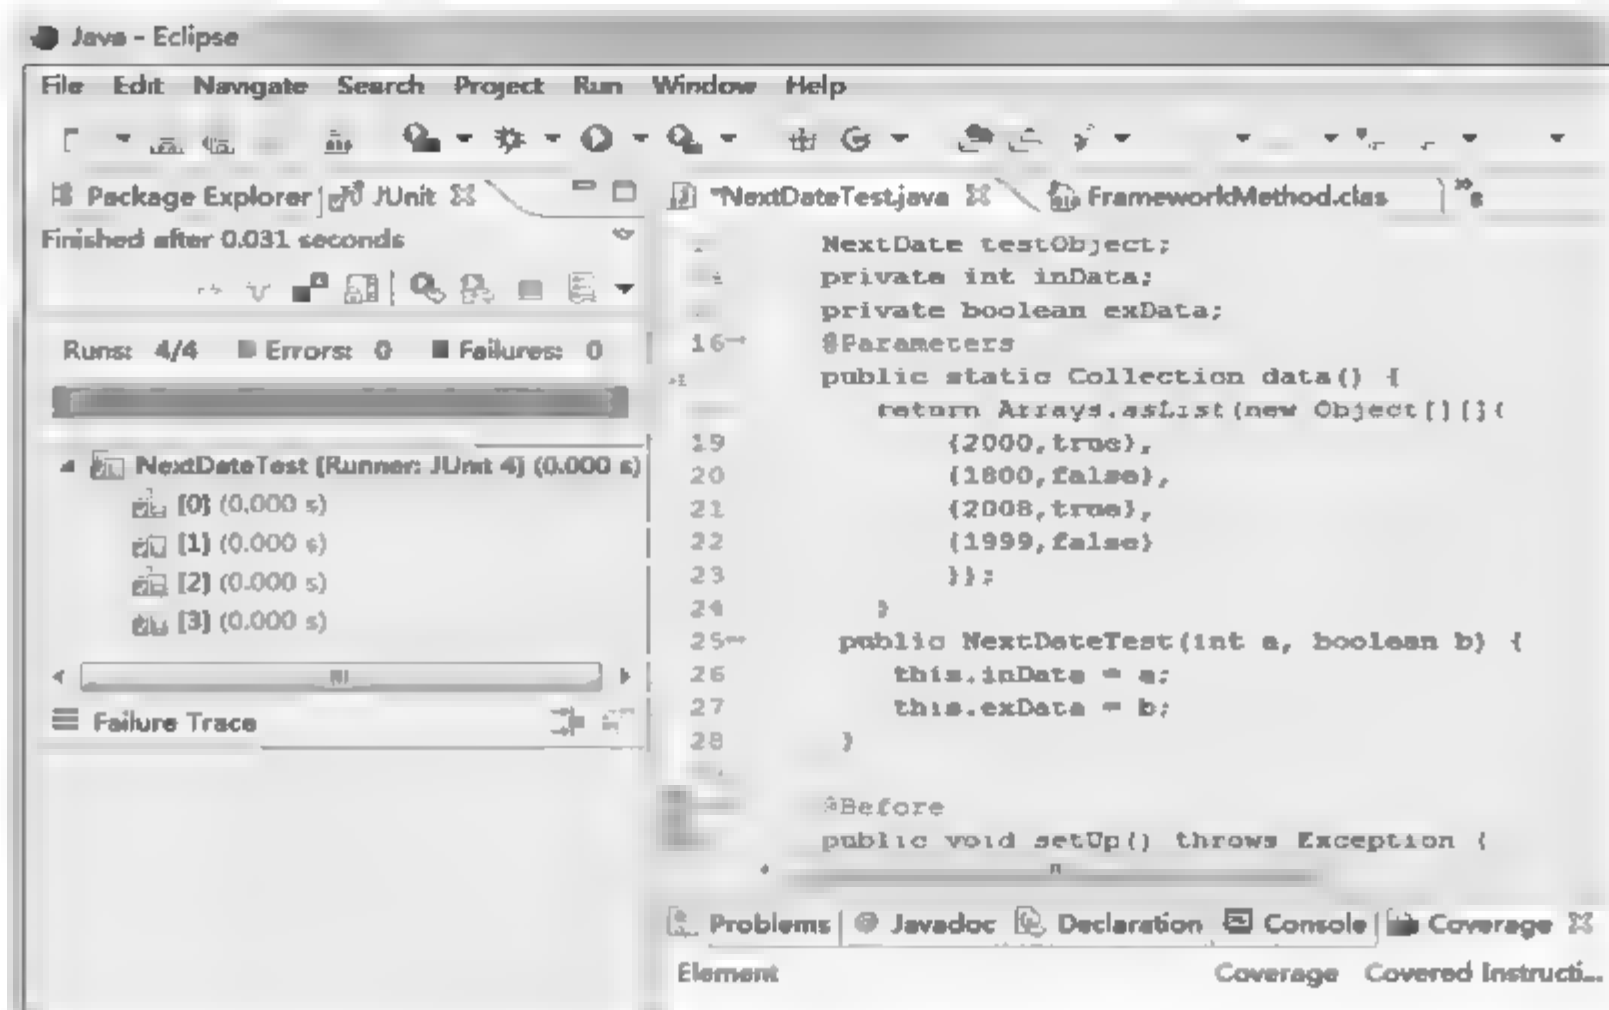 Java - Eclipse
File Edit Navigate Search Project Run Window Help
Package Explorer JUnit
Finished after 0.031 seconds
Runs: 4/4 Errors: 0 Failures: 0
NextDateTest [Runner: JUnit 4] (0.000 s)
[0] (0.000 s)
[1] (0.000 s)
[2] (0.000 s)
[3] (0.000 s)
Failure Trace
*NextDateTest.java FrameworkMethod.clas
NextDate testObject;
private int inData;
private boolean exData;
16 @Parameters
public static Collection data() {
return Arrays.asList(new Object[][]{
19 {2000,true},
20 {1800,false},
21 {2008,true},
22 {1999,false}
23 }};
24 }
25 public NextDateTest(int a, boolean b) {
26 this.inData = a;
27 this.exData = b;
28 }
@Before
public void setUp() throws Exception {
Problems Javadoc Declaration Console Coverage
Element Coverage Covered Instructi...